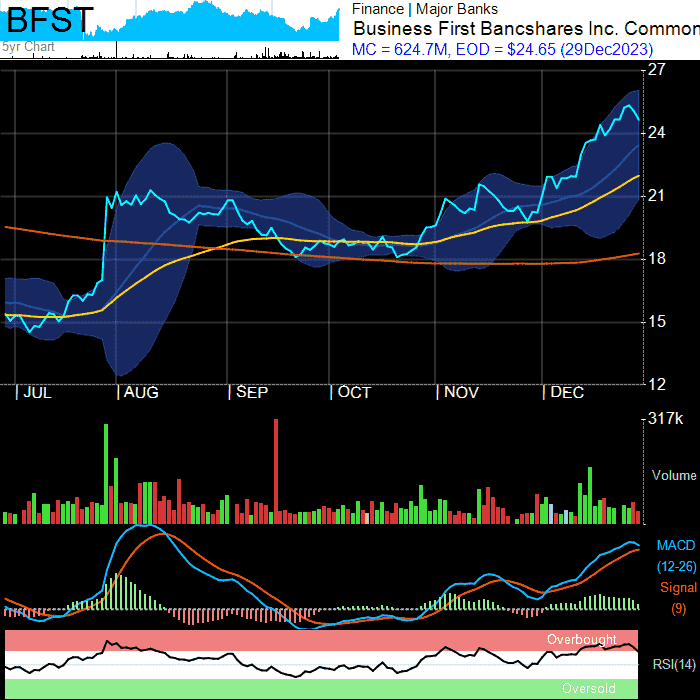 BFST
5yr Chart
Finance | Major Banks
Business First Bancshares Inc. Common
MC = 624.7M, EOD = $24.65 (29Dec2023)
27
24
21
18
15
12
| JUL | AUG | SEP | OCT | NOV | DEC
317k
Volume
MACD
(12-26)
Signal
(9)
Overbought
RSI(14)
Oversold